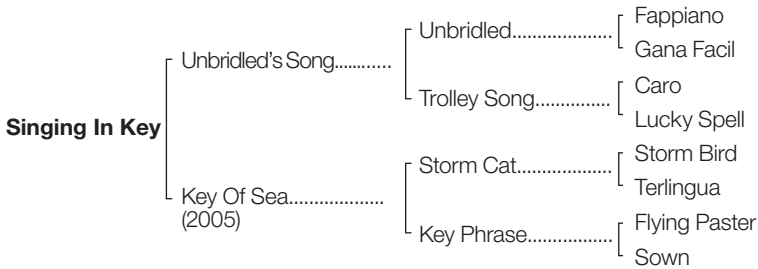 Fappiano
Unbridled....................
Gana Facil
Unbridled's Song............
Caro
Trolley Song...............
Lucky Spell
Singing In Key
Storm Bird
Storm Cat...................
Terlingua
Key Of Sea...................
(2005)
Flying Paster
Key Phrase.................
Sown